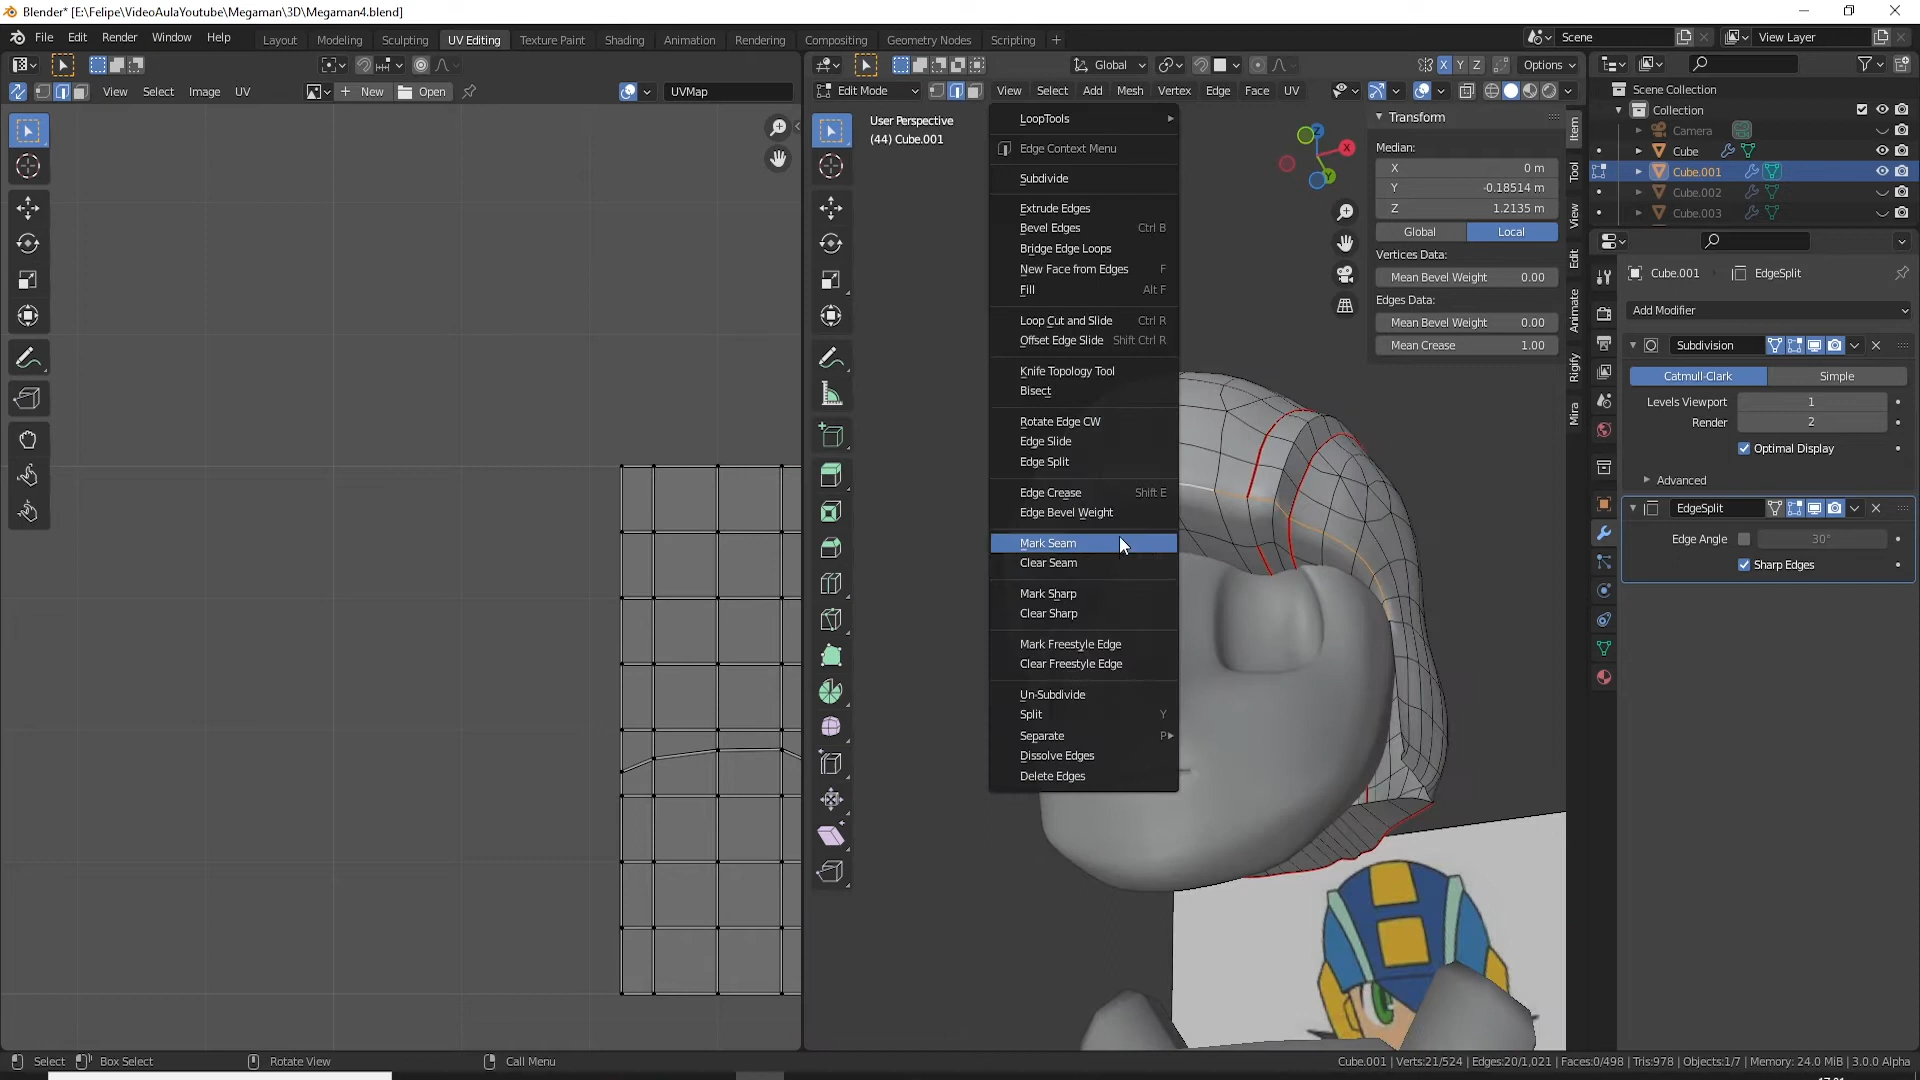 Blender* [E:\Felipe\VideoAulaYoutube\Megaman\3D\Megaman4.blend]
File Edit Render Window Help
Layout Modeling Sculpting UV Editing Texture Paint Shading Animation Rendering Compositing Geometry Nodes Scripting +
Scene
View Layer
Global
X Y Z
Options
View Select Image UV
New
Open
UVMap
Edit Mode
View Select Add Mesh Vertex Edge Face UV
User Perspective
(44) Cube.001
LoopTools
Edge Context Menu
Subdivide
Extrude Edges
Bevel Edges Ctrl B
Bridge Edge Loops
New Face from Edges F
Fill Alt F
Loop Cut and Slide Ctrl R
Offset Edge Slide Shift Ctrl R
Knife Topology Tool
Bisect
Rotate Edge CW
Edge Slide
Edge Split
Edge Crease Shift E
Edge Bevel Weight
Mark Seam
Clear Seam
Mark Sharp
Clear Sharp
Mark Freestyle Edge
Clear Freestyle Edge
Un-Subdivide
Split Y
Separate P
Dissolve Edges
Delete Edges
Z
X
Y
Transform
Median:
X 0 m
Y -0.18514 m
Z 1.2135 m
Global Local
Vertices Data:
Mean Bevel Weight 0.00
Edges Data:
Mean Bevel Weight 0.00
Mean Crease 1.00
Item
Tool
View
Edit
Animate
Rigify
Mira
Scene Collection
Collection
Camera
Cube
Cube.001
Cube.002
Cube.003
Cube.001 EdgeSplit
Add Modifier
Subdivision
Catmull-Clark Simple
Levels Viewport 1
Render 2
Optimal Display
Advanced
EdgeSplit
Edge Angle 30°
Sharp Edges
Select Box Select Rotate View Call Menu
Cube.001 | Verts:21/524 | Edges:20/1,021 | Faces:0/498 | Tris:978 | Objects:1/7 | Memory: 24.0 MiB | 3.0.0 Alpha